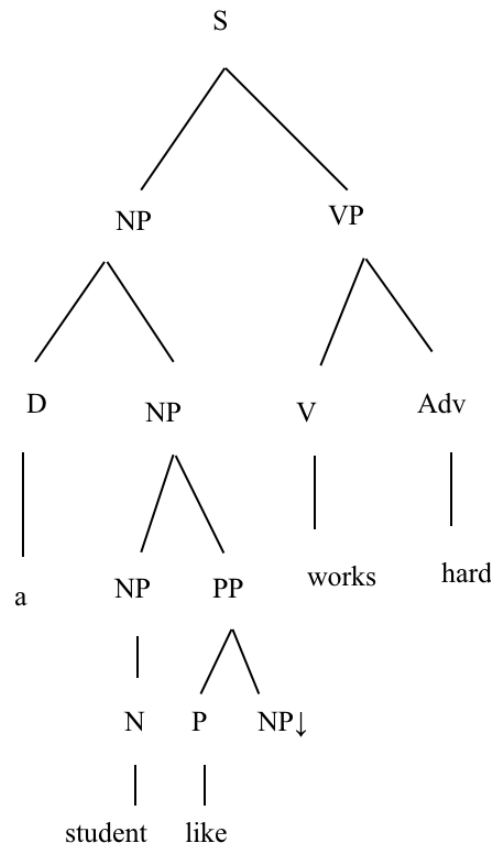 S
NP VP
D NP V Adv
a NP PP works hard
N P NP↓
student like